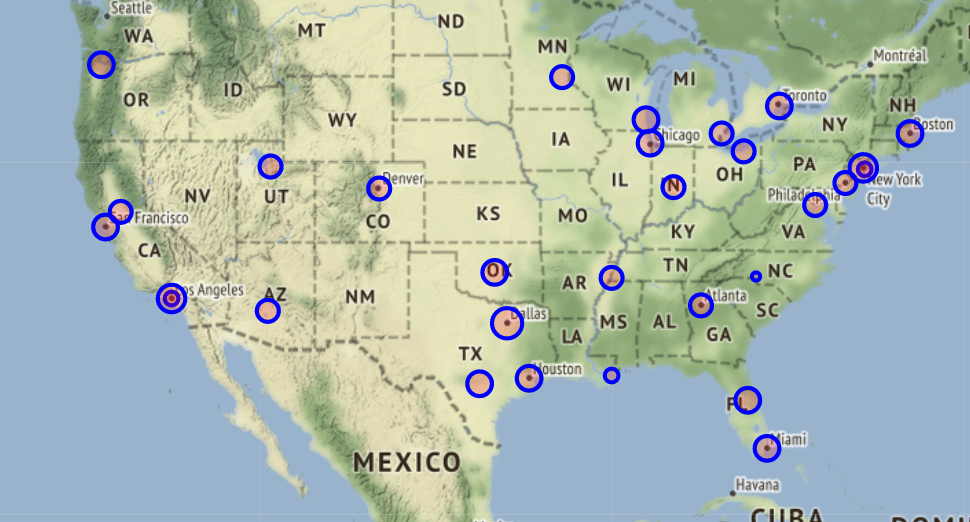 Seattle
WA
MT
ND
MN
Montréal
OR
ID
SD
WI
MI
Toronto
NH
WY
Boston
IA
Chicago
NY
NE
PA
Denver
NV
UT
IL
IN
OH
New York
City
Philadelphia
San Francisco
CO
KS
MO
KY
VA
CA
OK
TN
NC
Los Angeles
AZ
NM
AR
Atlanta
SC
Dallas
MS
AL
GA
LA
TX
Houston
FL
Miami
MEXICO
Havana
CUBA
DOMI